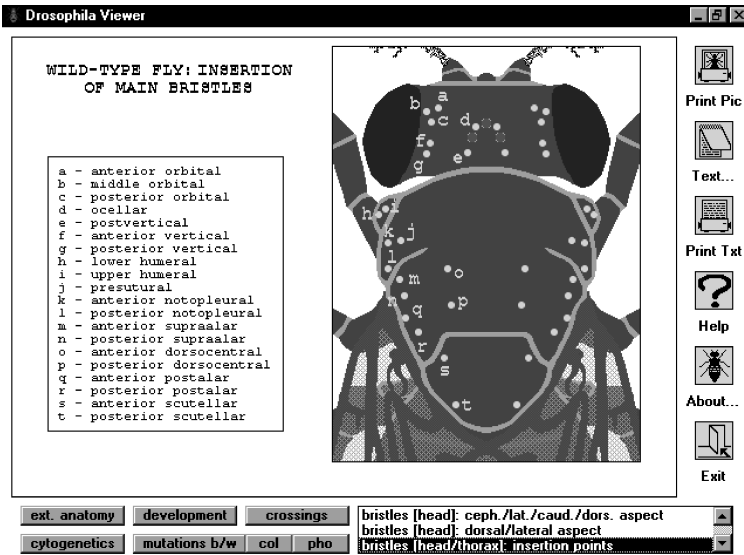 Drosophila Viewer
WILD-TYPE FLY: INSERTION
OF MAIN BRISTLES
a - anterior orbital
b - middle orbital
c - posterior orbital
d - ocellar
e - postvertical
f - anterior vertical
g - posterior vertical
h - lower humeral
i - upper humeral
j - presutural
k - anterior notopleural
l - posterior notopleural
m - anterior supraalar
n - posterior supraalar
o - anterior dorsocentral
p - posterior dorsocentral
q - anterior postalar
r - posterior postalar
s - anterior scutellar
t - posterior scutellar
a
b
c
d
f
e
g
h
i
k
j
l
o
m
n
p
q
r
s
t
Print Pic
Text...
Print Txt
Help
About...
Exit
ext. anatomy
development
crossings
cytogenetics
mutations b/w
col
pho
bristles [head]: ceph./lat./caud./dors. aspect
bristles [head]: dorsal/lateral aspect
bristles [head/thorax]: insertion points